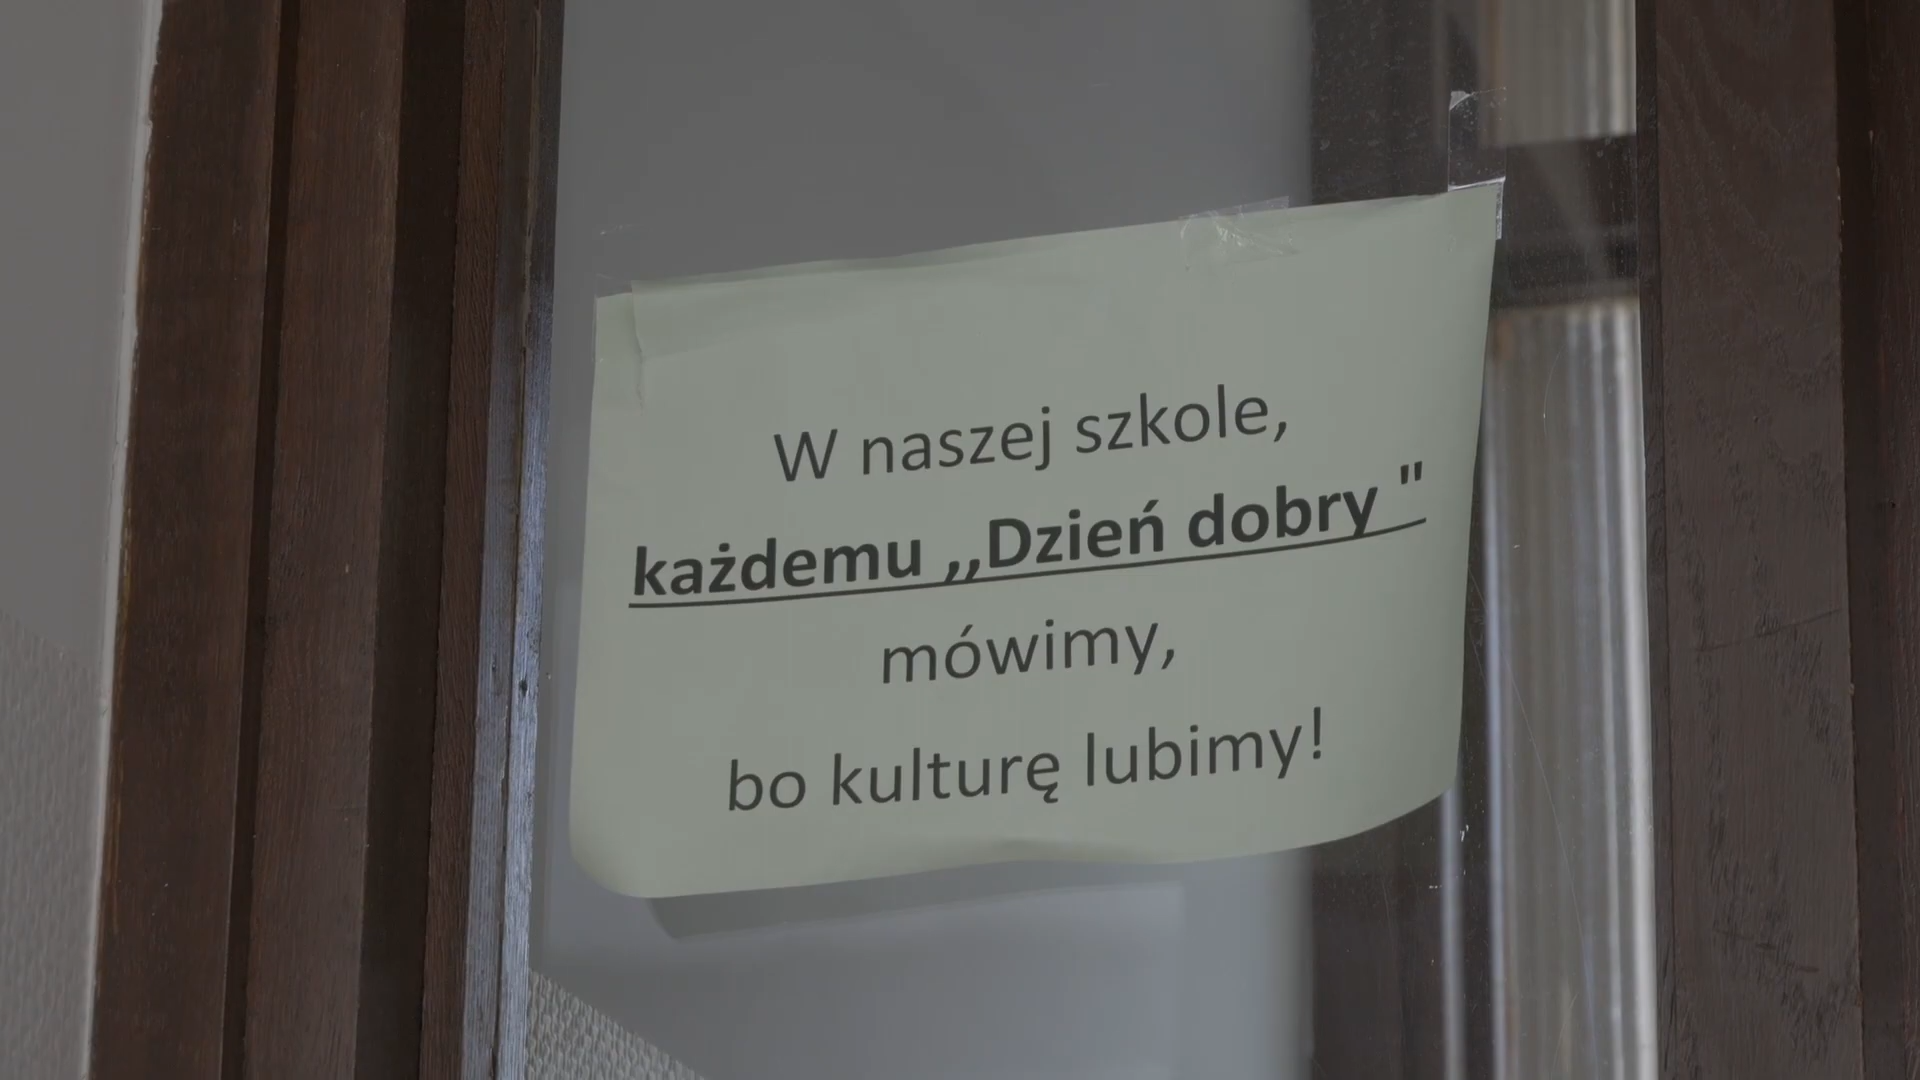 W naszej szkole,
każdemu ,,Dzień dobry "
mówimy,
bo kulturę lubimy!